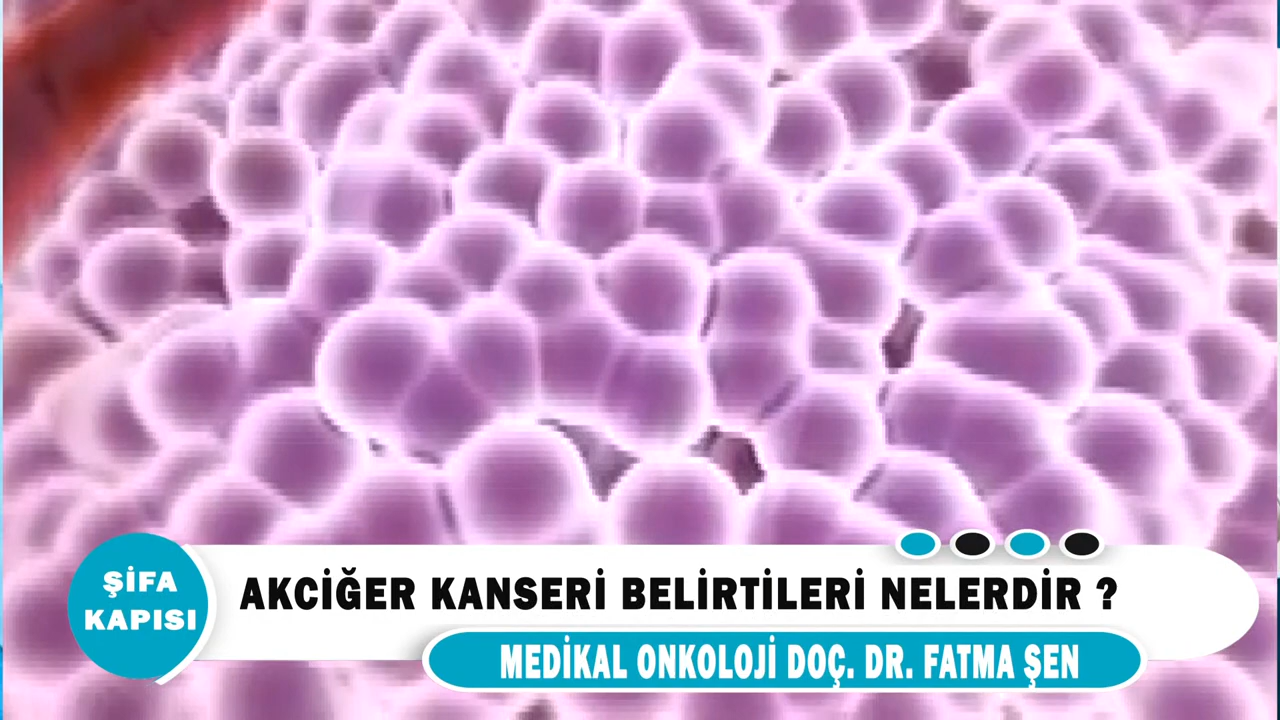 ŞİFA
KAPISI
AKCİĞER KANSERİ BELİRTİLERİ NELERDİR ?
MEDİKAL ONKOLOJİ DOÇ. DR. FATMA ŞEN